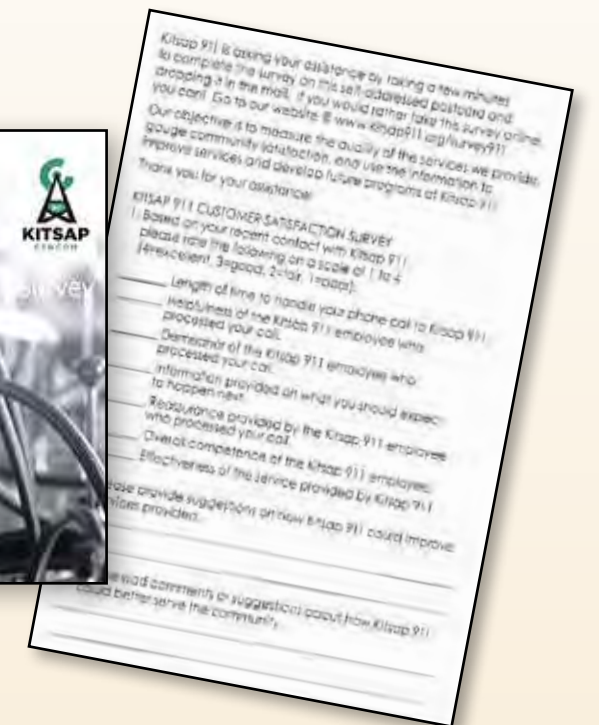 KITSAP
CENCOM
Survey
Kitsap 911 is asking your assistance by taking a few minutes
to complete the survey on this self-addressed postcard and
dropping it in the mail. If you would rather take this survey online,
you can! Go to our website @ www.kitsap911.org/survey911
Our objective is to measure the quality of the services we provide,
gauge community satisfaction, and use the information to
improve services and develop future programs at Kitsap 911.
Thank you for your assistance!
KITSAP 911 CUSTOMER SATISFACTION SURVEY
1. Based on your recent contact with Kitsap 911,
please rate the following on a scale of 1 to 4
(4=excellent, 3=good, 2=fair, 1=poor):
Length of time to handle your phone call to Kitsap 911.
Helpfulness of the Kitsap 911 employee who
processed your call.
Demeanor of the Kitsap 911 employee who
processed your call.
Information provided on what you should expect
to happen next.
Reassurance provided by the Kitsap 911 employee
who processed your call.
Overall competence of the Kitsap 911 employee.
Effectiveness of the service provided by Kitsap 911.
ease provide suggestions on how Kitsap 911 could improve
vices provided.
comments or suggestions about how Kitsap 911
could better serve the community.